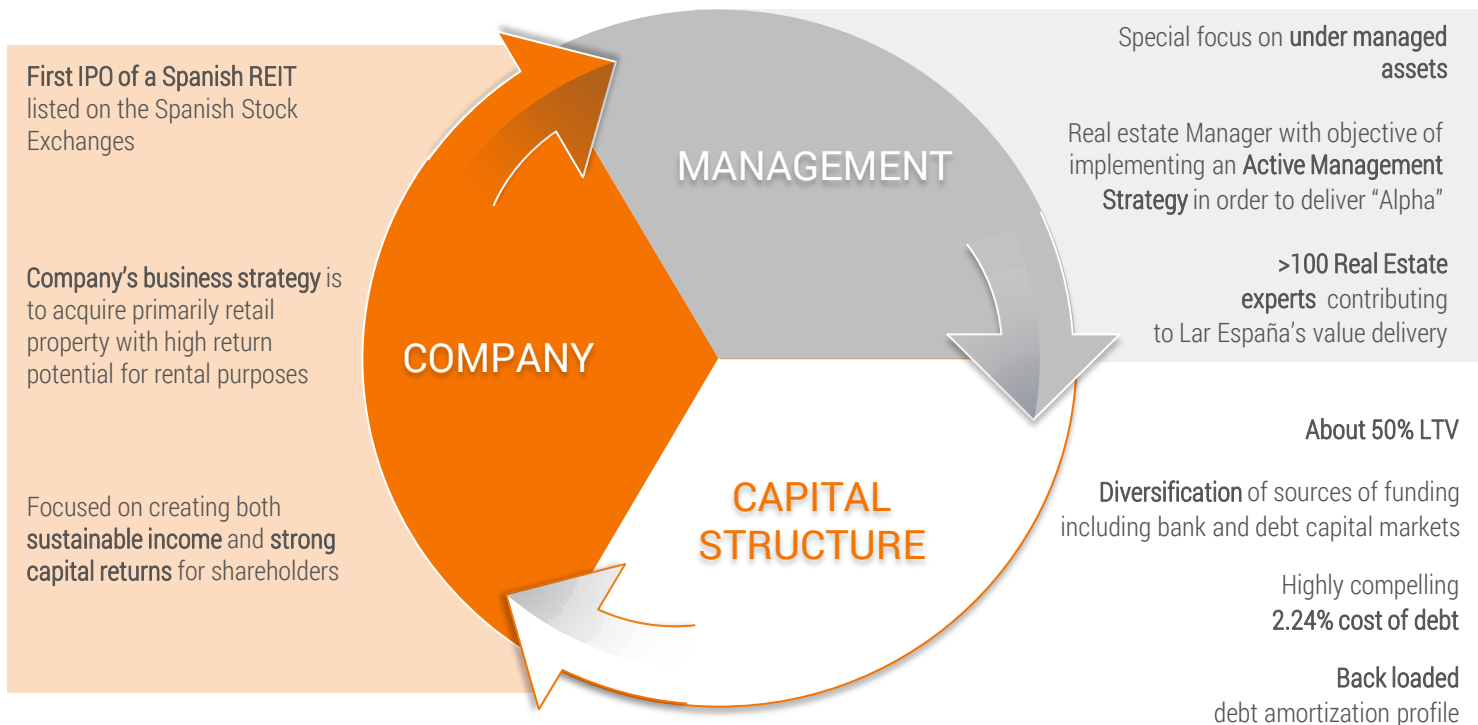 First IPO of a Spanish REIT
listed on the Spanish Stock
Exchanges
Company's business strategy is
to acquire primarily retail
property with high return
potential for rental purposes
Focused on creating both
sustainable income and strong
capital returns for shareholders
COMPANY
MANAGEMENT
CAPITAL
STRUCTURE
Special focus on under managed
assets
Real estate Manager with objective of
implementing an Active Management
Strategy in order to deliver “Alpha”
>100 Real Estate
experts contributing
to Lar España's value delivery
About 50% LTV
Diversification of sources of funding
including bank and debt capital markets
Highly compelling
2.24% cost of debt
Back loaded
debt amortization profile